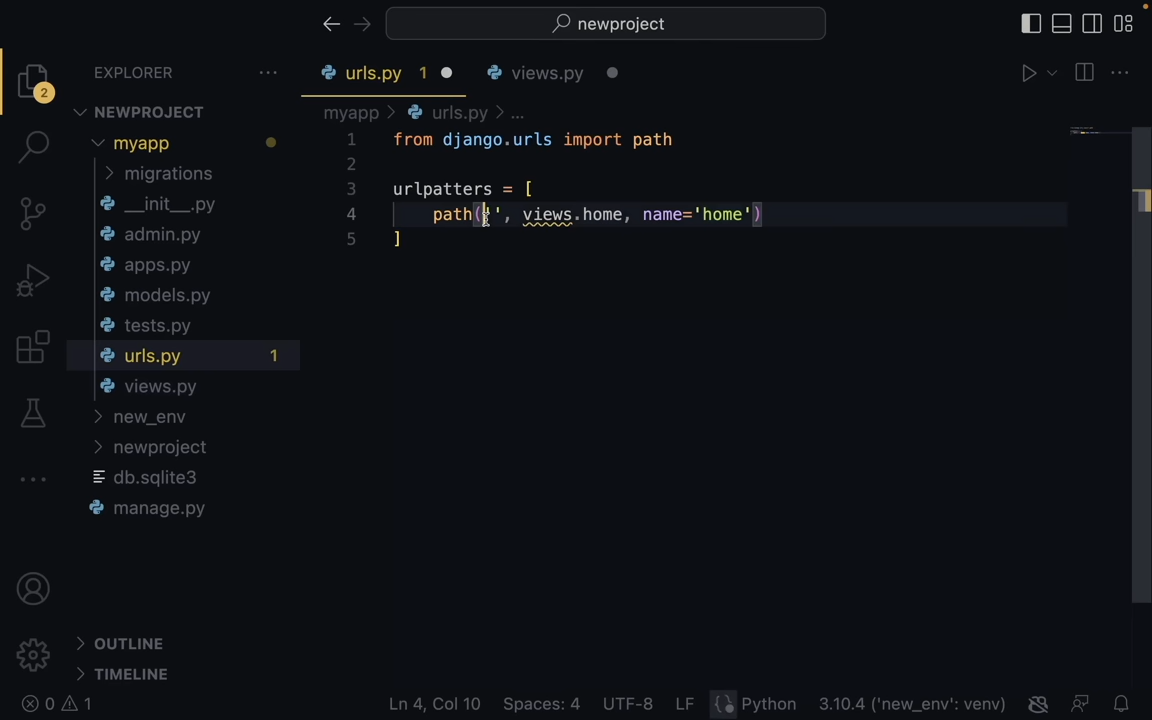 newproject
2
EXPLORER
urls.py 1
views.py
NEWPROJECT
myapp > urls.py > ...
myapp
1 from django.urls import path
migrations
2
__init__.py
3 urlpatters = [
admin.py
4 path('', views.home, name='home')
apps.py
5 ]
models.py
tests.py
urls.py 1
views.py
new_env
newproject
db.sqlite3
manage.py
OUTLINE
TIMELINE
0 1 Ln 4, Col 10 Spaces: 4 UTF-8 LF Python 3.10.4 ('new_env': venv)